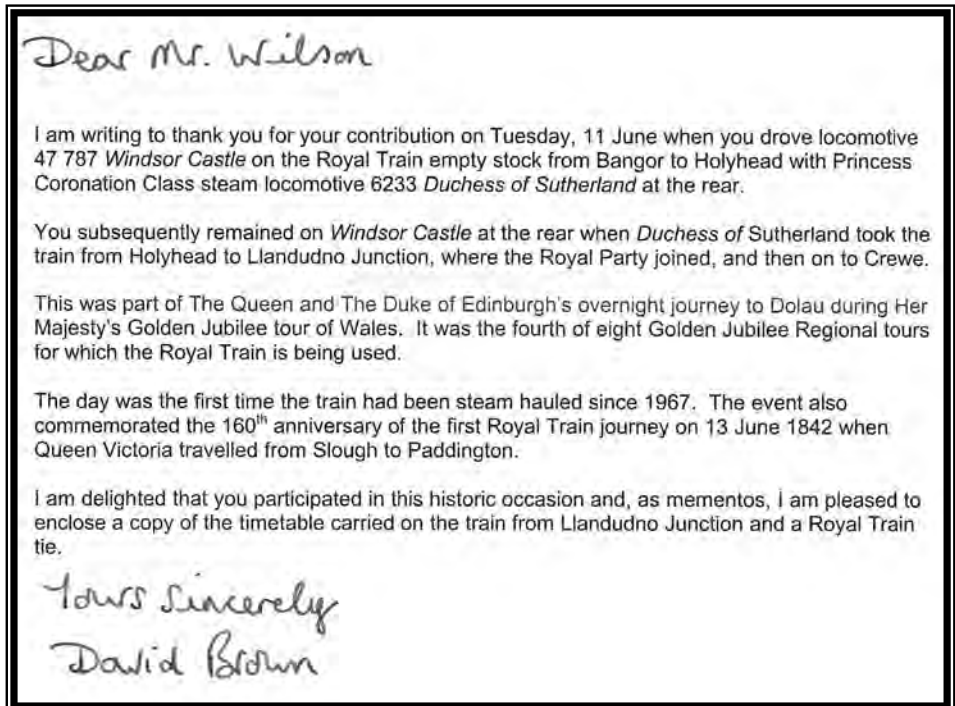 Dear Mr. Wilson
I am writing to thank you for your contribution on Tuesday, 11 June when you drove locomotive
47 787 Windsor Castle on the Royal Train empty stock from Bangor to Holyhead with Princess
Coronation Class steam locomotive 6233 Duchess of Sutherland at the rear.
You subsequently remained on Windsor Castle at the rear when Duchess of Sutherland took the
train from Holyhead to Llandudno Junction, where the Royal Party joined, and then on to Crewe.
This was part of The Queen and The Duke of Edinburgh's overnight journey to Dolau during Her
Majesty's Golden Jubilee tour of Wales. It was the fourth of eight Golden Jubilee Regional tours
for which the Royal Train is being used.
The day was the first time the train had been steam hauled since 1967. The event also
commemorated the 160th anniversary of the first Royal Train journey on 13 June 1842 when
Queen Victoria travelled from Slough to Paddington.
I am delighted that you participated in this historic occasion and, as mementos, I am pleased to
enclose a copy of the timetable carried on the train from Llandudno Junction and a Royal Train
tie.
Yours Sincerely
David Brown